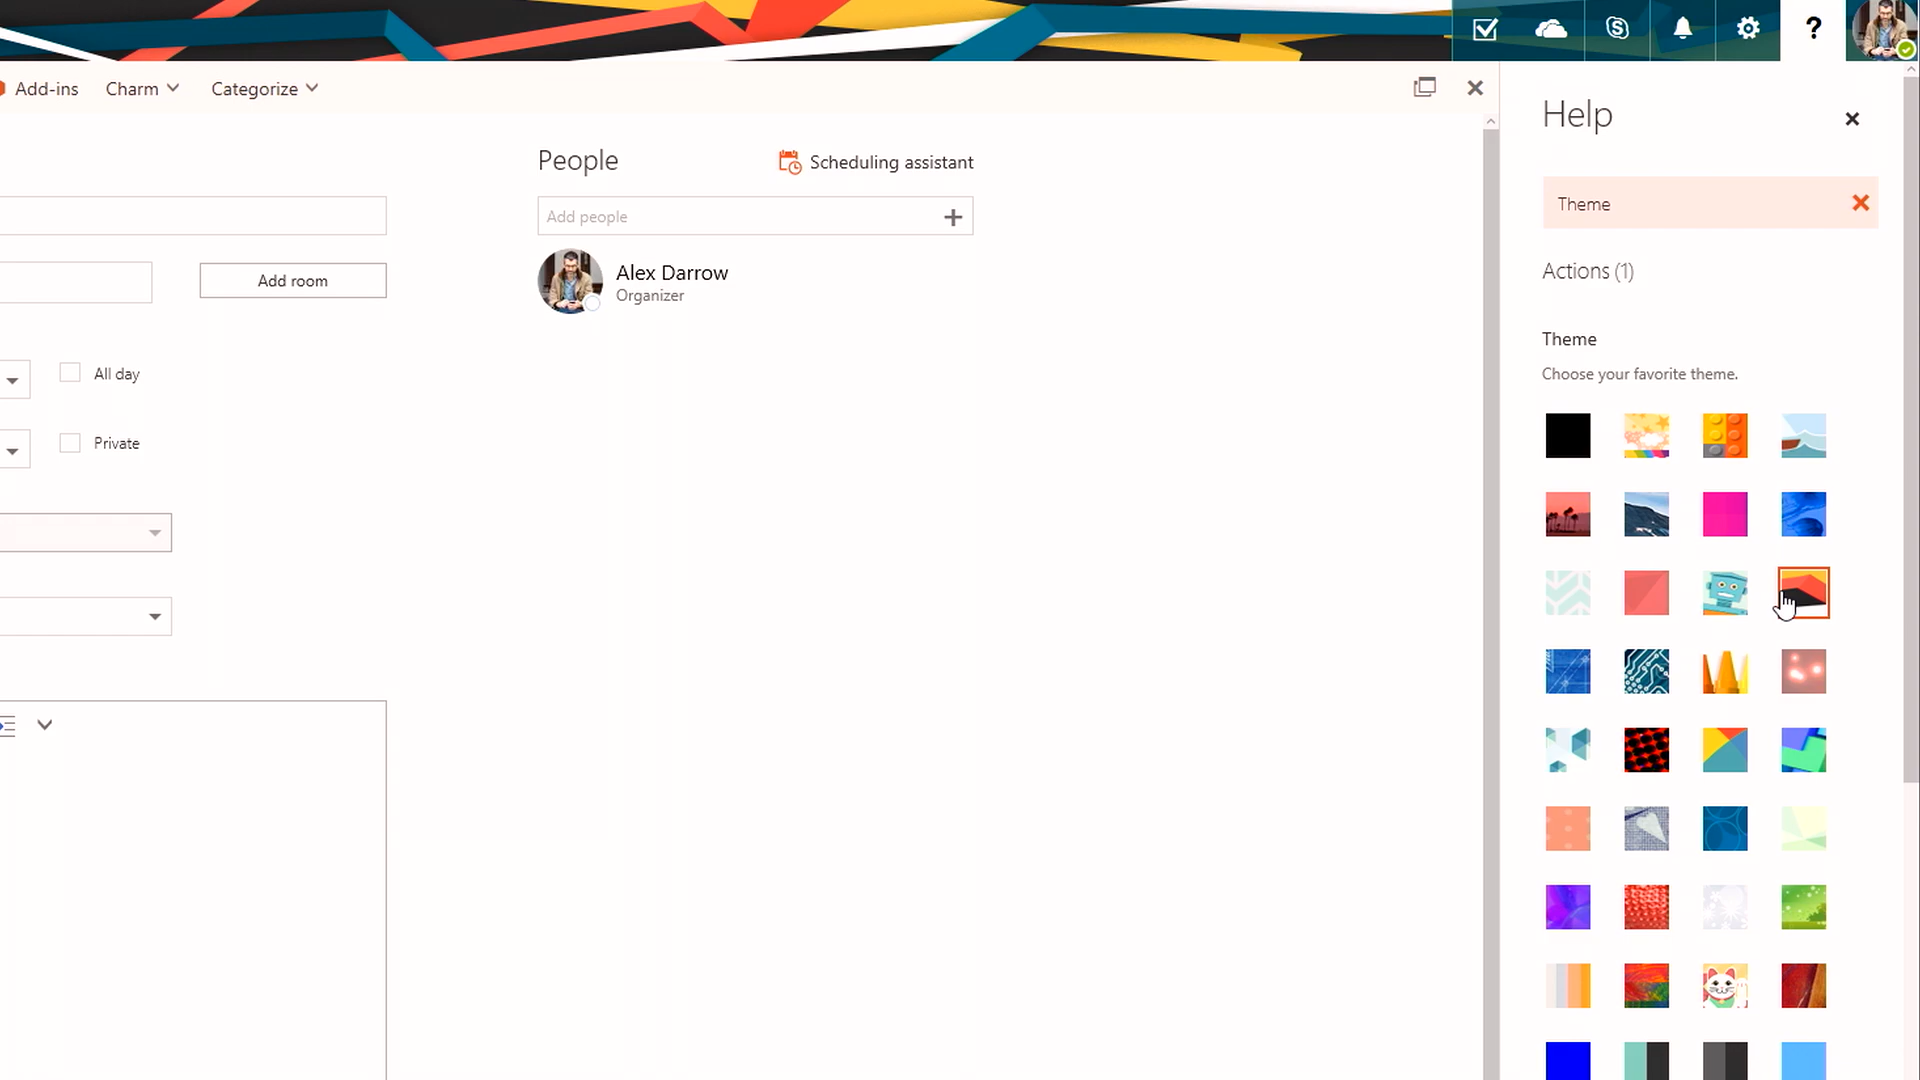 Add-ins Charm Categorize
Help
People Scheduling assistant
Theme
Add people
Actions (1)
Add room
Alex Darrow
Organizer
Theme
Choose your favorite theme.
All day
Private